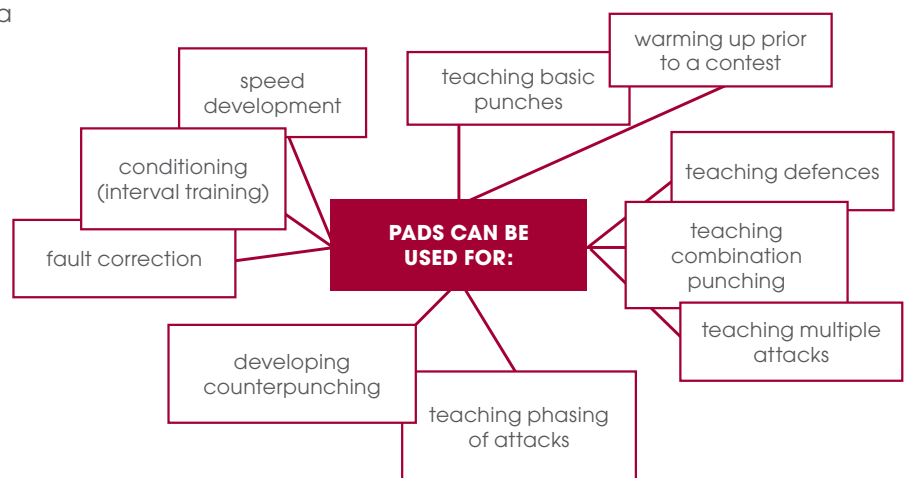 a
warming up prior
to a contest
speed
development
teaching basic
punches
conditioning
(interval training)
teaching defences
PADS CAN BE
USED FOR:
teaching
combination
punching
fault correction
teaching multiple
attacks
developing
counterpunching
teaching phasing
of attacks